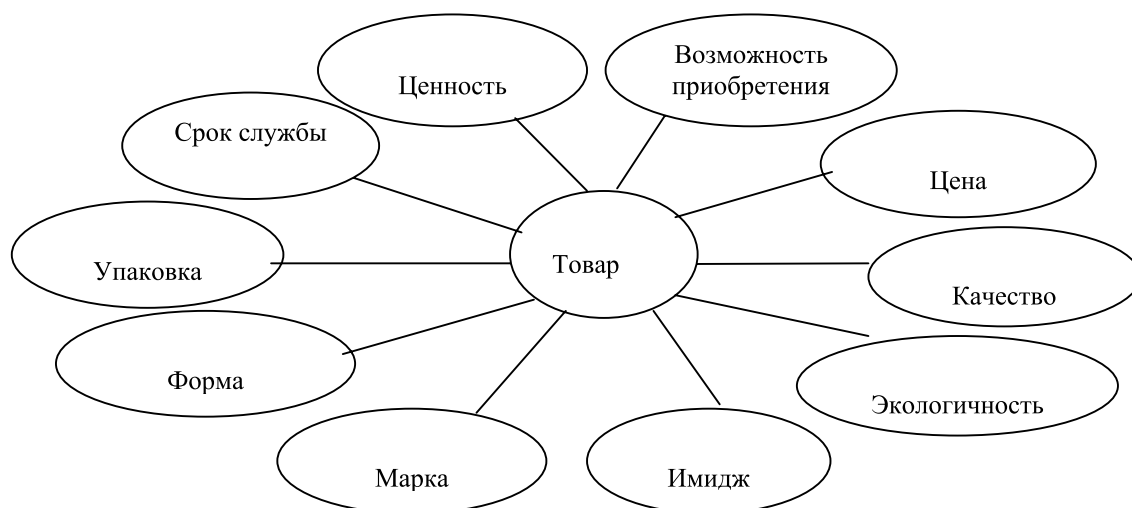 Ценность
Возможность
приобретения
Срок службы
Цена
Упаковка
Товар
Качество
Форма
Экологичность
Марка
Имидж